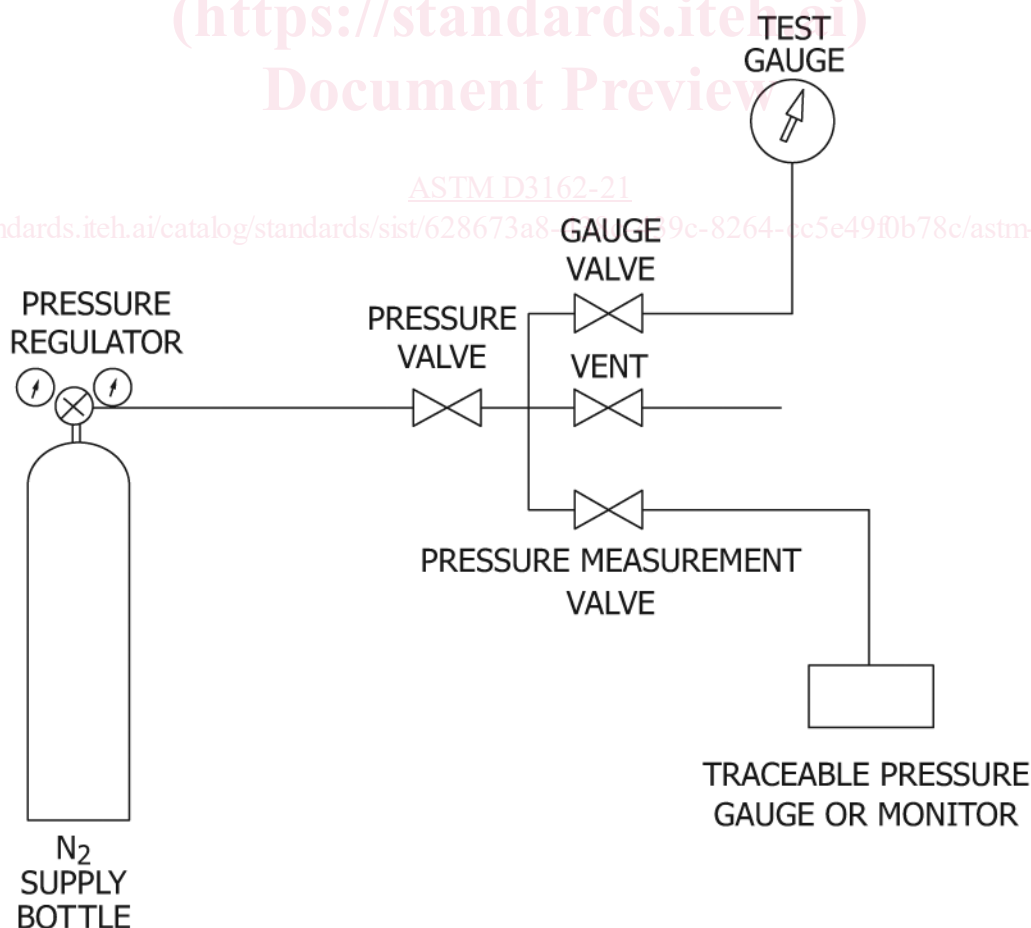 (https://standards.iteh.ai)
Document Preview
ASTM D3162-21
TEST
GAUGE
GAUGE
VALVE
PRESSURE
REGULATOR
PRESSURE
VALVE
VENT
PRESSURE MEASUREMENT
VALVE
TRACEABLE PRESSURE
GAUGE OR MONITOR
N2
SUPPLY
BOTTLE